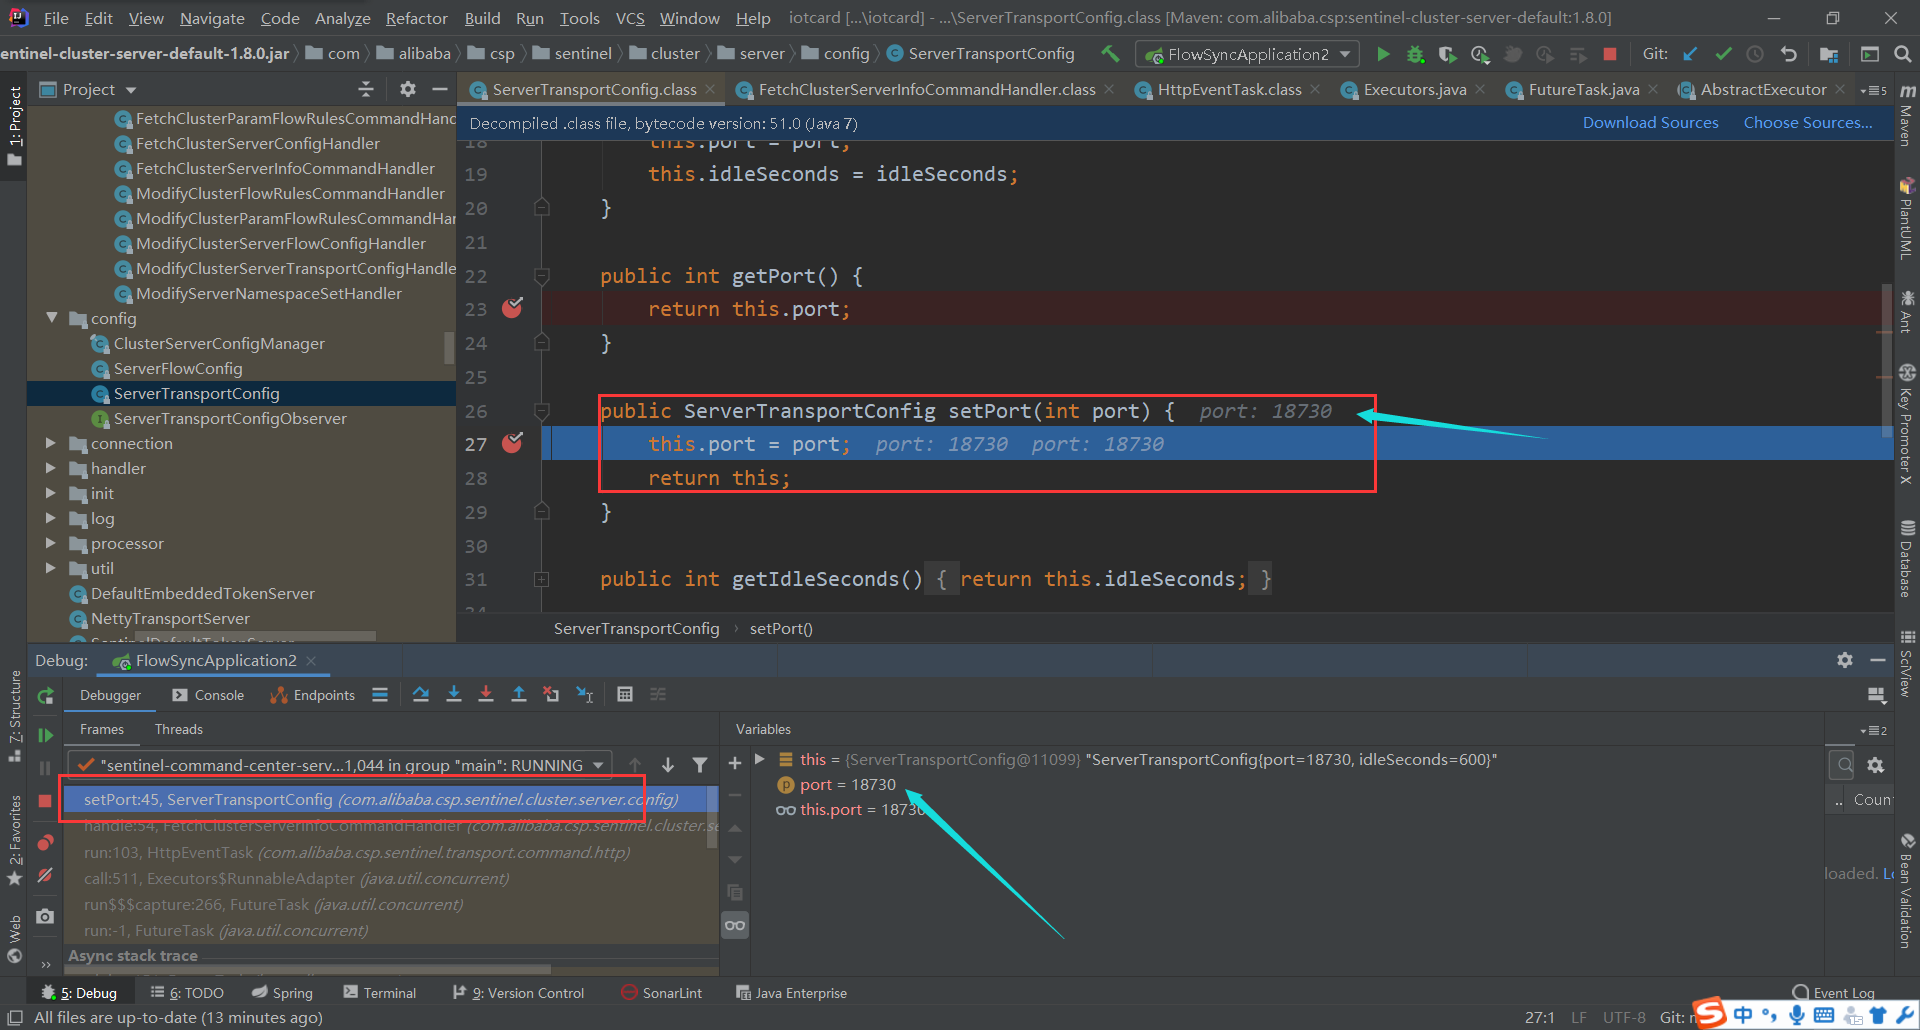 File Edit View Navigate Code Analyze Refactor Build Run Tools VCS Window Help iotcard [...\iotcard] - ...\ServerTransportConfig.class [Maven: com.alibaba.csp:sentinel-cluster-server-default:1.8.0]
entinel-cluster-server-default-1.8.0.jar com alibaba csp sentinel cluster server config ServerTransportConfig FlowSyncApplication2 Git:
Project
ServerTransportConfig.class FetchClusterServerInfoCommandHandler.class HttpEventTask.class Executors.java FutureTask.java AbstractExecutor 5
Decompiled .class file, bytecode version: 51.0 (Java 7) Download Sources Choose Sources...
1: Project
FetchClusterParamFlowRulesCommandHand
FetchClusterServerConfigHandler
FetchClusterServerInfoCommandHandler
ModifyClusterFlowRulesCommandHandler
ModifyClusterParamFlowRulesCommandHar
ModifyClusterServerFlowConfigHandler
ModifyClusterServerTransportConfigHandle
ModifyServerNamespaceSetHandler
config
ClusterServerConfigManager
ServerFlowConfig
ServerTransportConfig
ServerTransportConfigObserver
connection
handler
init
log
processor
util
DefaultEmbeddedTokenServer
NettyTransportServer
SentinelDefaultTokenServer
18 this.port = port;
19 this.idleSeconds = idleSeconds;
20 }
21
22 public int getPort() {
23 return this.port;
24 }
25
26 public ServerTransportConfig setPort(int port) { port: 18730
27 this.port = port; port: 18730 port: 18730
28 return this;
29 }
30
31 public int getIdleSeconds() { return this.idleSeconds; }
34
ServerTransportConfig › setPort()
Maven
PlantUML
Ant
Key Promoter X
Database
SciView
Bean Validation
Debug: FlowSyncApplication2
Debugger Console Endpoints
Frames Threads
"sentinel-command-center-serv...1,044 in group "main": RUNNING
setPort:45, ServerTransportConfig (com.alibaba.csp.sentinel.cluster.server.config)
handle:54, FetchClusterServerInfoCommandHandler (com.alibaba.csp.sentinel.cluster.se
run:103, HttpEventTask (com.alibaba.csp.sentinel.transport.command.http)
call:511, Executors$RunnableAdapter (java.util.concurrent)
run$$$capture:266, FutureTask (java.util.concurrent)
run:-1, FutureTask (java.util.concurrent)
Async stack trace
Variables
this = {ServerTransportConfig@11099} "ServerTransportConfig{port=18730, idleSeconds=600}"
port = 18730
this.port = 18730
2
.. Coun
loaded. Lo
7: Structure
2: Favorites
Web
5: Debug 6: TODO Spring Terminal 9: Version Control SonarLint Java Enterprise Event Log
All files are up-to-date (13 minutes ago) 27:1 LF UTF-8 Git:
S 中